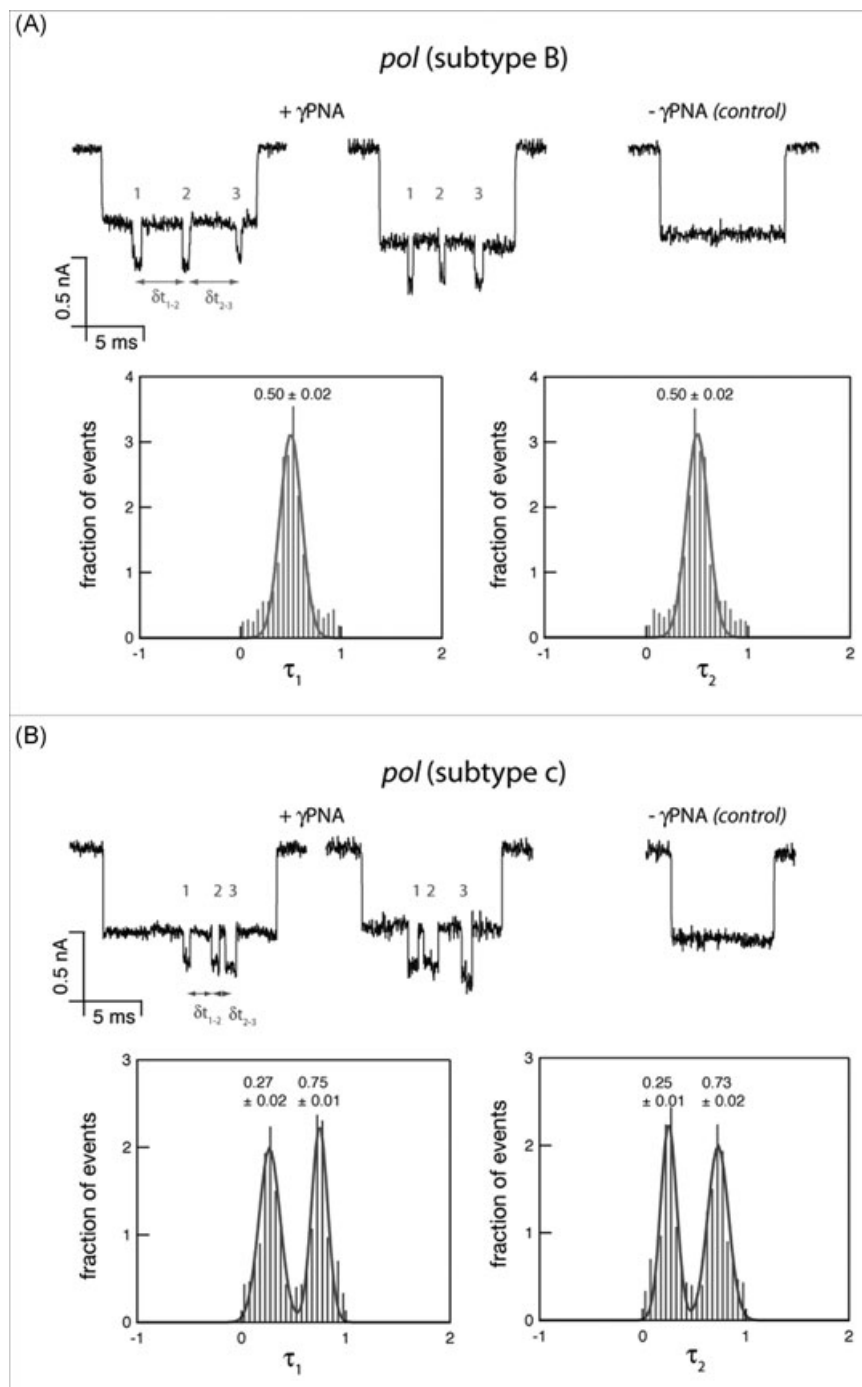 (A)
pol (subtype B)
+ γPNA
- γPNA (control)
1 2 3
1 2 3
0.5 nA
δt1-2 δt2-3
5 ms
4
3
2
1
0
-1 0 1 2
fraction of events
0.50 ± 0.02
τ1
4
3
2
1
0
-1 0 1 2
fraction of events
0.50 ± 0.02
τ2
(B)
pol (subtype c)
+ γPNA
- γPNA (control)
1 2 3
1 2 3
0.5 nA
5 ms
δt1-2 δt2-3
3
2
1
0
-1 0 1 2
fraction of events
0.27 0.75
± 0.02 ± 0.01
τ1
3
2
1
0
-1 0 1 2
fraction of events
0.25 0.73
± 0.01 ± 0.02
τ2